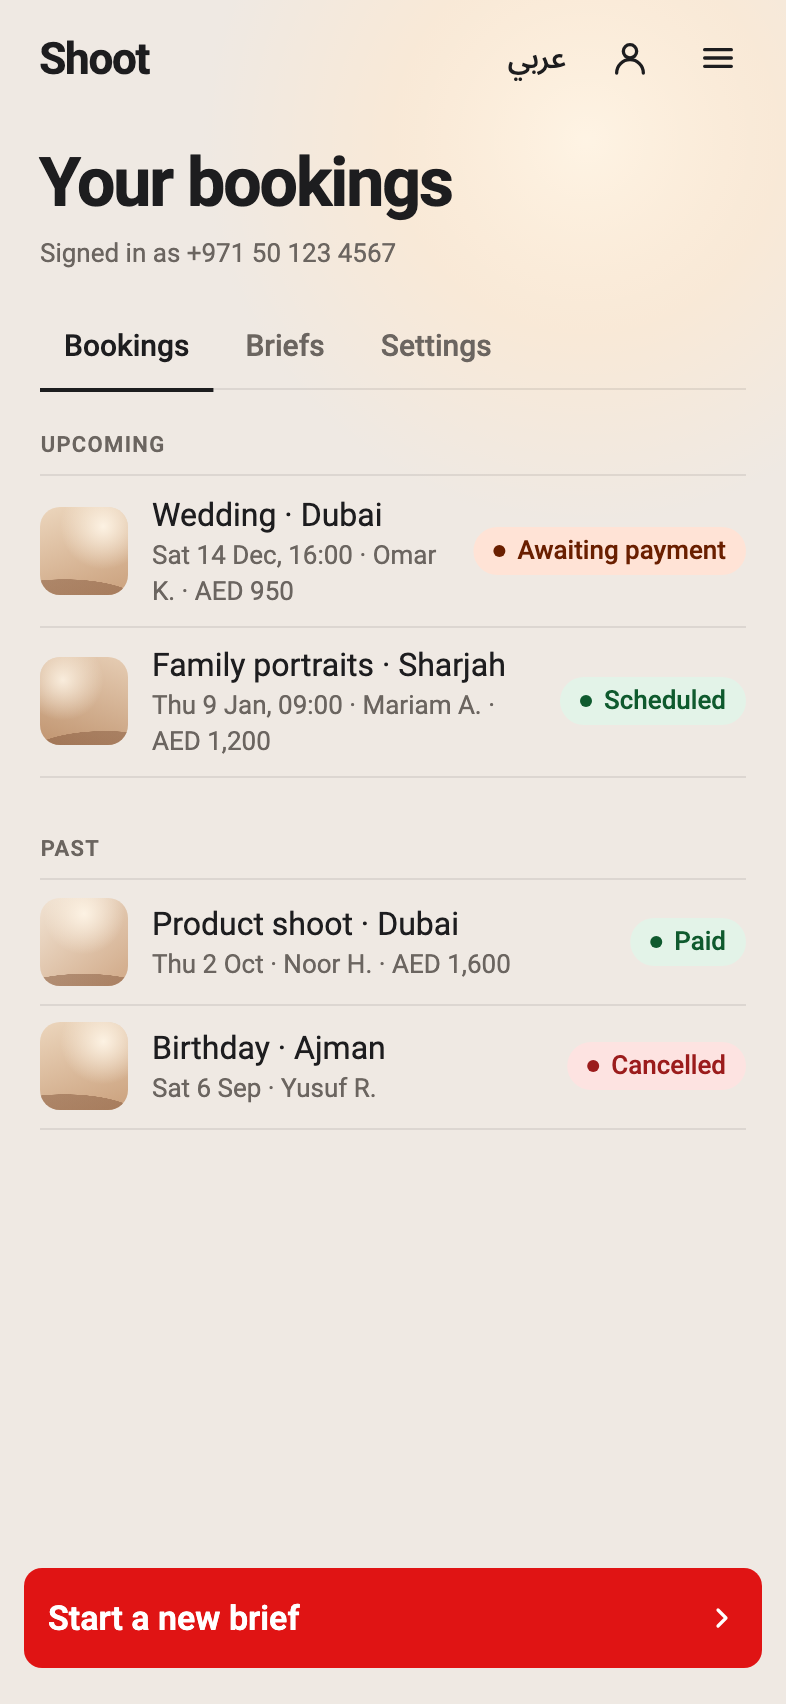 Shoot
عربي
Your bookings
Signed in as +971 50 123 4567
Bookings
Briefs
Settings
UPCOMING
Wedding · Dubai
Sat 14 Dec, 16:00 · Omar
K. · AED 950
Awaiting payment
Family portraits · Sharjah
Thu 9 Jan, 09:00 · Mariam A. ·
AED 1,200
Scheduled
PAST
Product shoot · Dubai
Thu 2 Oct · Noor H. · AED 1,600
Paid
Birthday · Ajman
Sat 6 Sep · Yusuf R.
Cancelled
Start a new brief